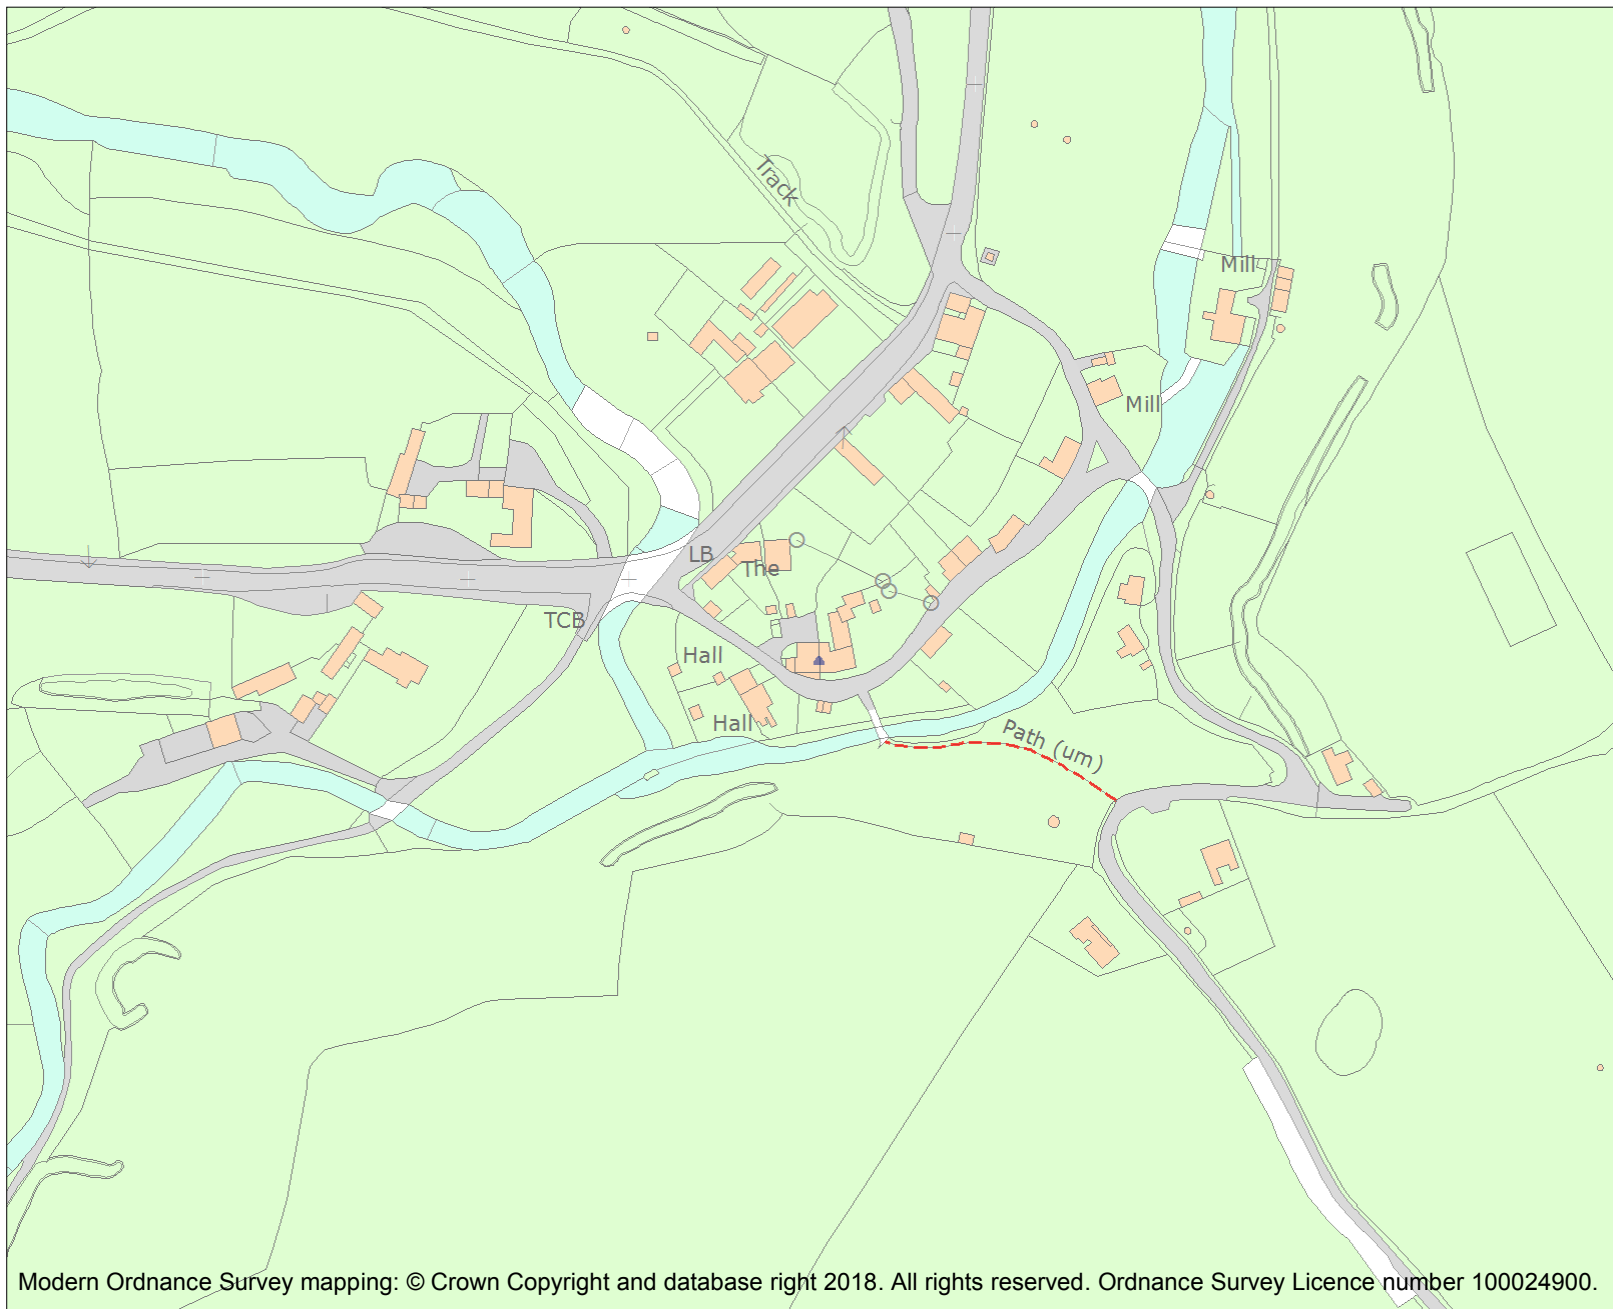 Track
Mill
Mill
LB
The
TCB
Hall
Hall
Path (um)
Modern Ordnance Survey mapping: © Crown Copyright and database right 2018. All rights reserved. Ordnance Survey Licence number 100024900.